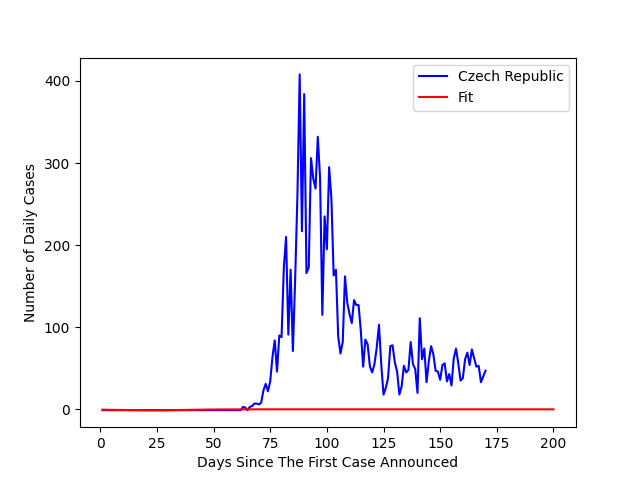 Czech Republic
Fit
400
300
200
100
0
Number of Daily Cases
0 25 50 75 100 125 150 175 200
Days Since The First Case Announced